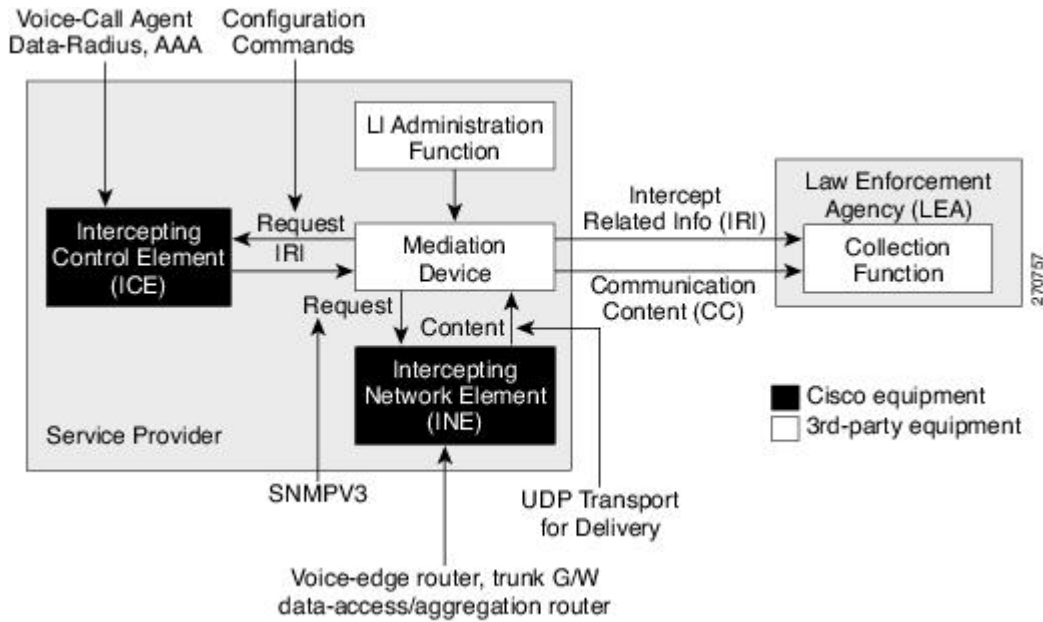 Voice-Call Agent
Data-Radius, AAA
Configuration
Commands
LI Administration
Function
Intercepting
Control Element
(ICE)
Request
IRI
Mediation
Device
Intercept
Related Info (IRI)
Communication
Content (CC)
Law Enforcement
Agency (LEA)
Collection
Function
270757
Request
Content
Intercepting
Network Element
(INE)
Service Provider
Cisco equipment
3rd-party equipment
SNMPV3
UDP Transport
for Delivery
Voice-edge router, trunk G/W
data-access/aggregation router